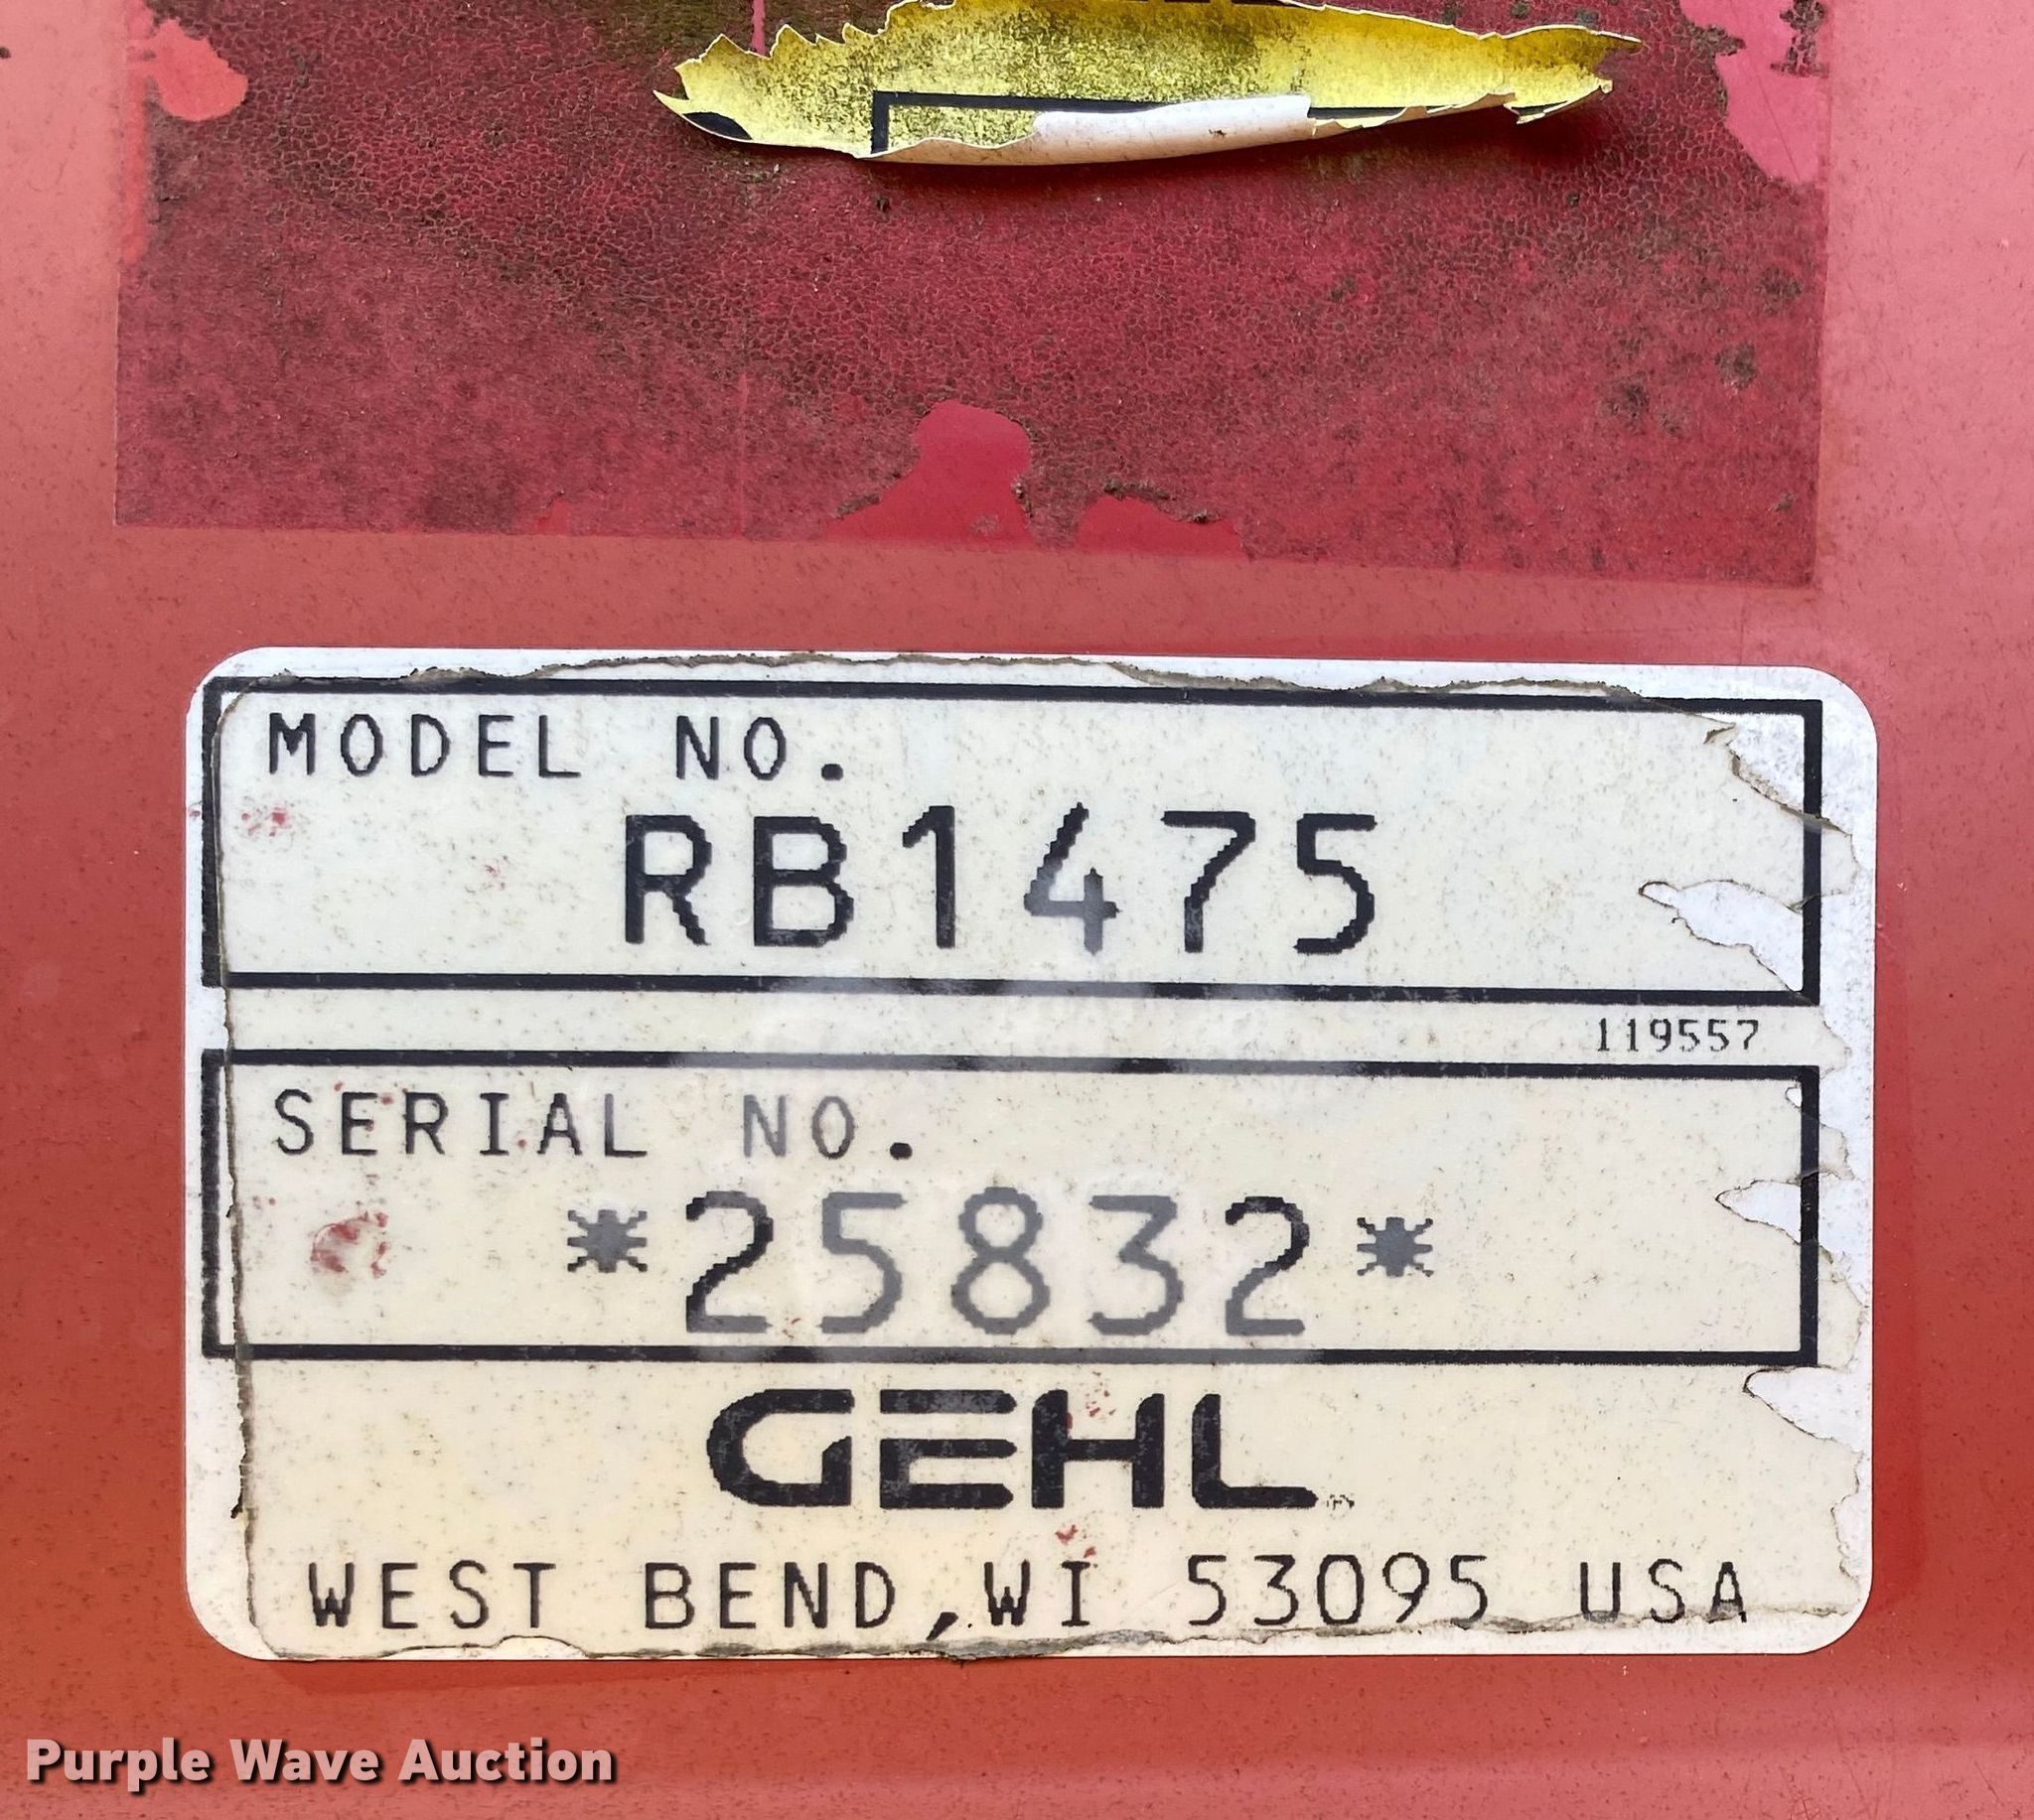 MODEL NO.
RB1475
119557
SERIAL NO.
*25832*
GEHL
WEST BEND,WI 53095 USA
Purple Wave Auction